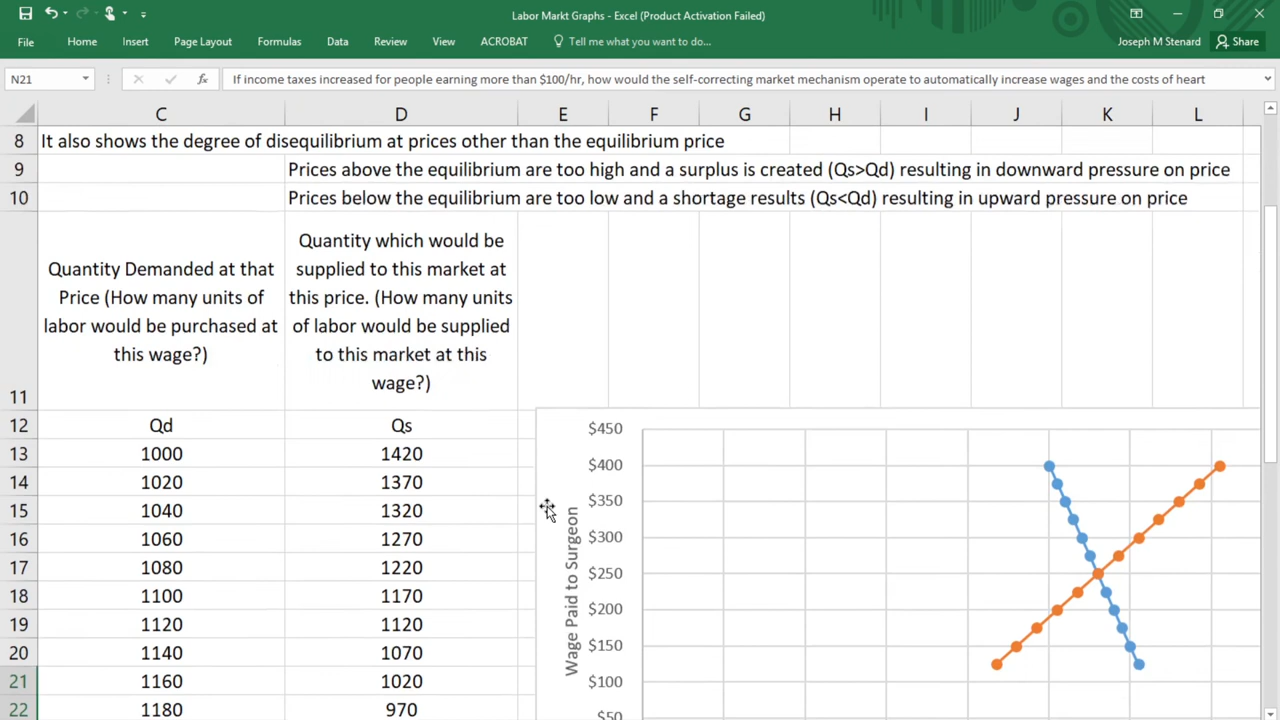 Labor Markt Graphs - Excel (Product Activation Failed)
File Home Insert Page Layout Formulas Data Review View ACROBAT Tell me what you want to do... Joseph M Stenard Share
N21 fx If income taxes increased for people earning more than $100/hr, how would the self-correcting market mechanism operate to automatically increase wages and the costs of heart
C D E F G H I J K L
8 It also shows the degree of disequilibrium at prices other than the equilibrium price
9 Prices above the equilibrium are too high and a surplus is created (Qs>Qd) resulting in downward pressure on price
10 Prices below the equilibrium are too low and a shortage results (Qs<Qd) resulting in upward pressure on price
Quantity Demanded at that
Price (How many units of
labor would be purchased at
this wage?)
Quantity which would be
supplied to this market at
this price. (How many units
of labor would be supplied
to this market at this
wage?)
11
12 Qd Qs
13 1000 1420
14 1020 1370
15 1040 1320
16 1060 1270
17 1080 1220
18 1100 1170
19 1120 1120
20 1140 1070
21 1160 1020
22 1180 970
Wage Paid to Surgeon
$450
$400
$350
$300
$250
$200
$150
$100
$50